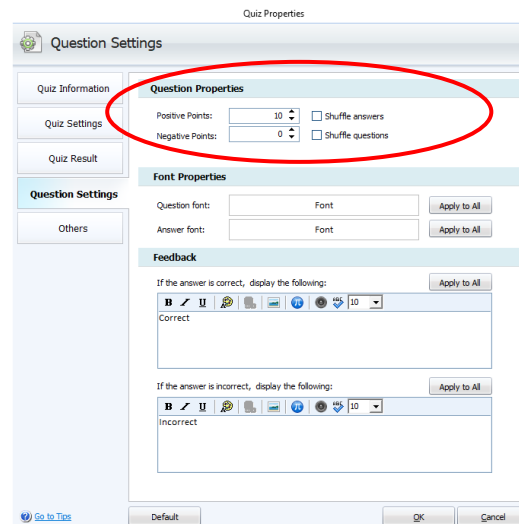 Quiz Properties
Question Settings
Quiz Information
Quiz Settings
Quiz Result
Question Settings
Others
Question Properties
Positive Points: 10 Shuffle answers
Negative Points: 0 Shuffle questions
Font Properties
Question font: Font Apply to All
Answer font: Font Apply to All
Feedback
If the answer is correct, display the following: Apply to All
B I U π ABC 10
Correct
If the answer is incorrect, display the following: Apply to All
B I U π ABC 10
Incorrect
Go to Tips Default OK Cancel